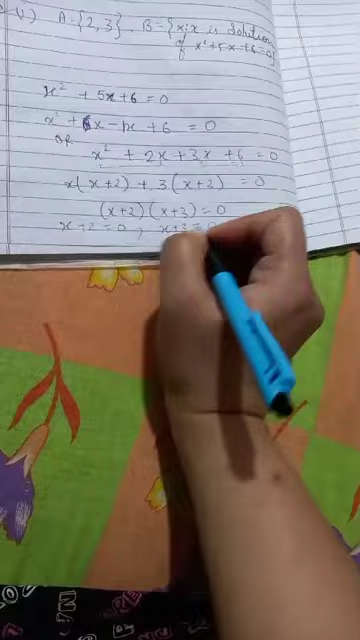 v) A = {2, 3} . B = {x:x is solution
of x² + 5x + 6 = 0}
x² + 5x + 6 = 0
x² + 6x - 1x + 6 = 0
OR
x² + 2x + 3x + 6 = 0
x(x+2) + 3(x+2) = 0
(x+2) (x+3) = 0
x+2 = 0, x+3 =